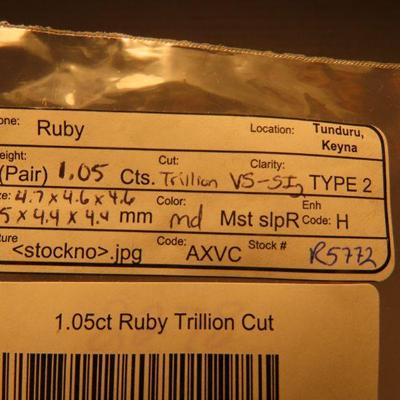 one: Ruby Location: Tunduru, Keyna
eight: (Pair) 1.05 Cts. Cut: Trillion Clarity: VS-SI2 TYPE 2
ze: 4.7 x 4.6 x 4.6
5 x 4.4 x 4.4 mm Color: md Mst slpR Enh Code: H
ture <stockno>.jpg Code: AXVC Stock # R5772
1.05ct Ruby Trillion Cut